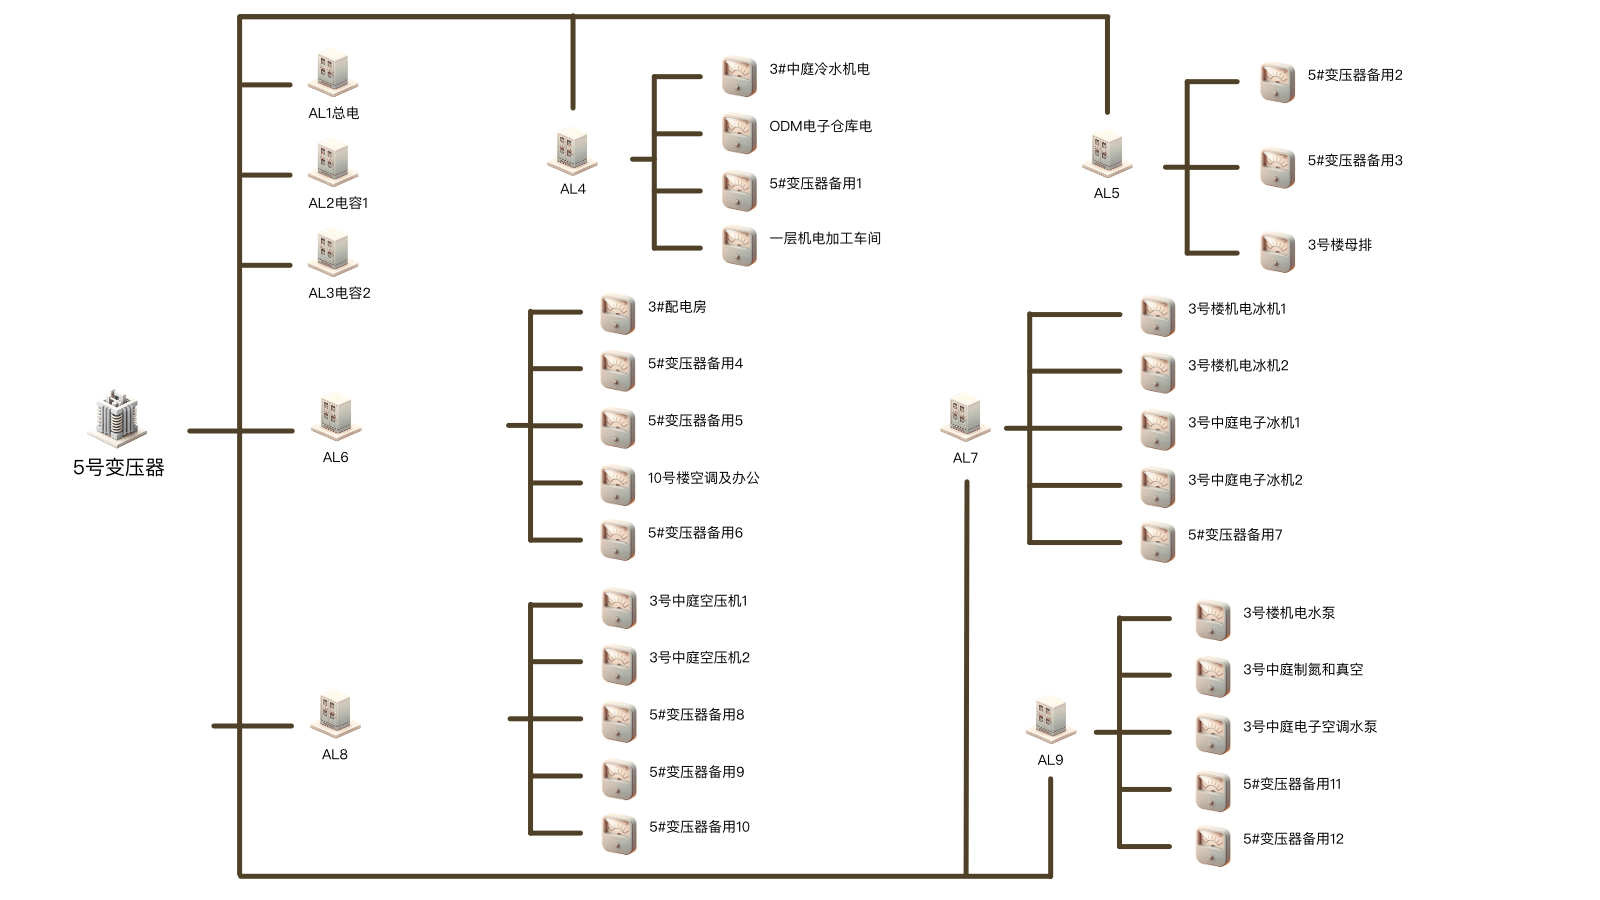 5号变压器
AL1总电
AL2电容1
AL3电容2
AL4
3#中庭冷水机电
ODM电子仓库电
5#变压器备用1
一层机电加工车间
AL5
5#变压器备用2
5#变压器备用3
3号楼母排
AL6
3#配电房
5#变压器备用4
5#变压器备用5
10号楼空调及办公
5#变压器备用6
AL7
3号楼机电冰机1
3号楼机电冰机2
3号中庭电子冰机1
3号中庭电子冰机2
5#变压器备用7
AL8
3号中庭空压机1
3号中庭空压机2
5#变压器备用8
5#变压器备用9
5#变压器备用10
AL9
3号楼机电水泵
3号中庭制氮和真空
3号中庭电子空调水泵
5#变压器备用11
5#变压器备用12